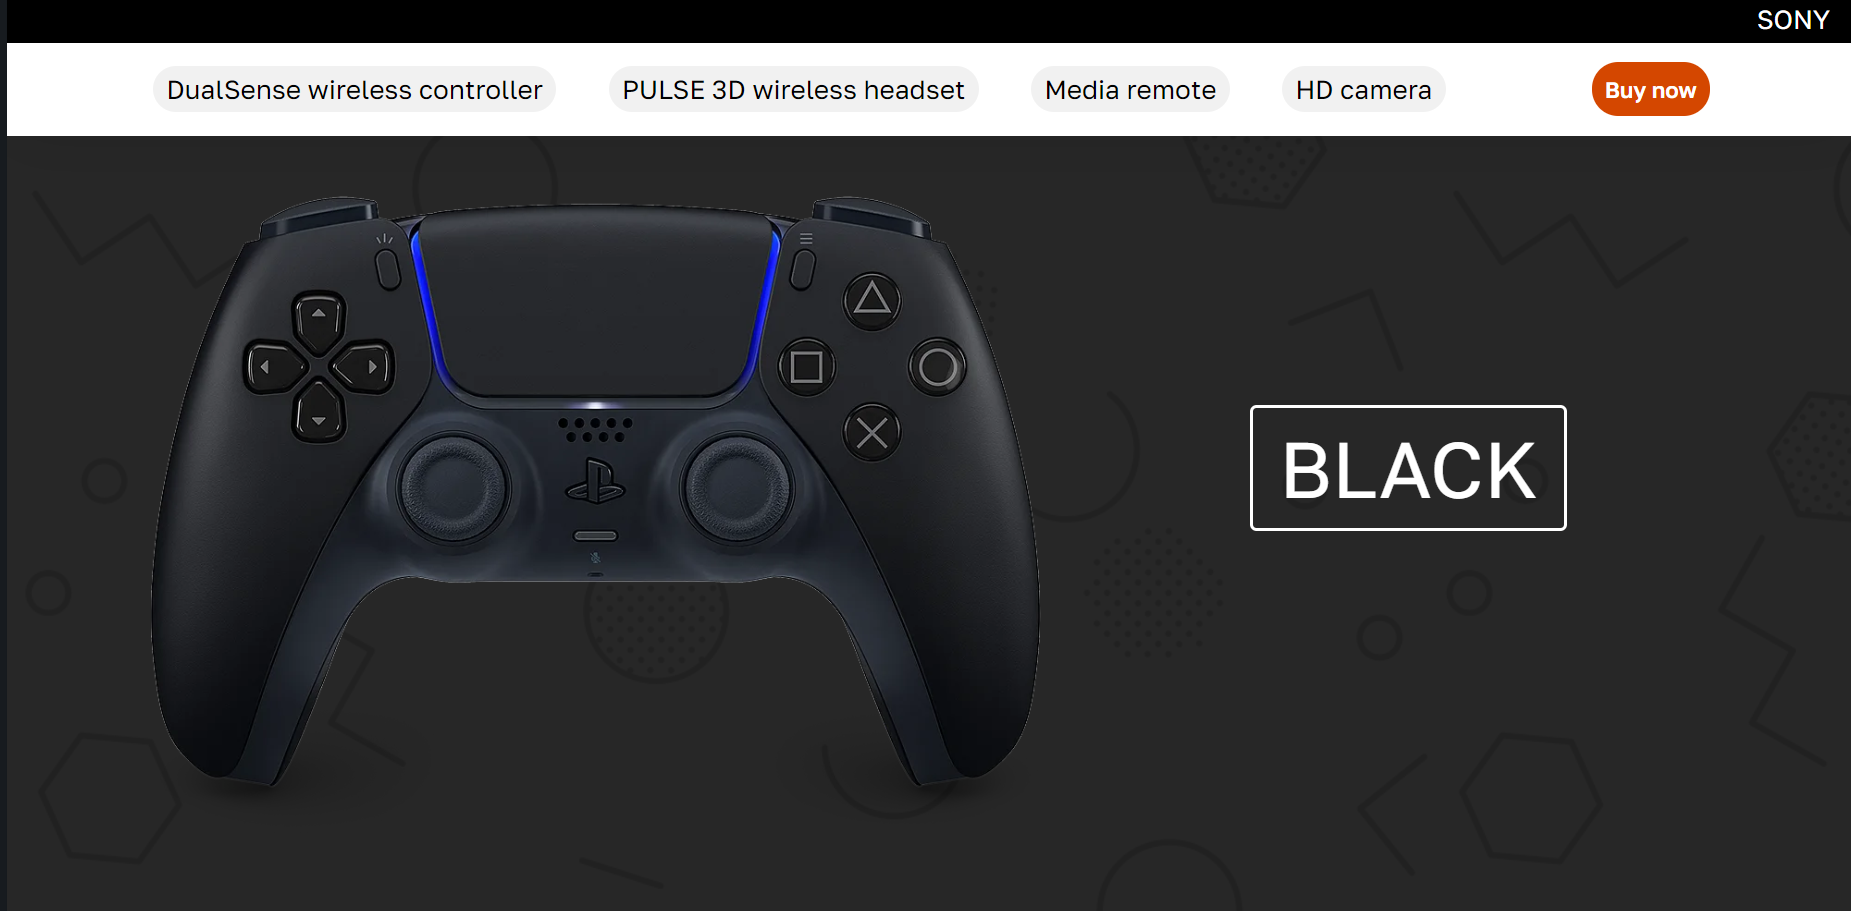 SONY
DualSense wireless controller PULSE 3D wireless headset Media remote HD camera Buy now
BLACK